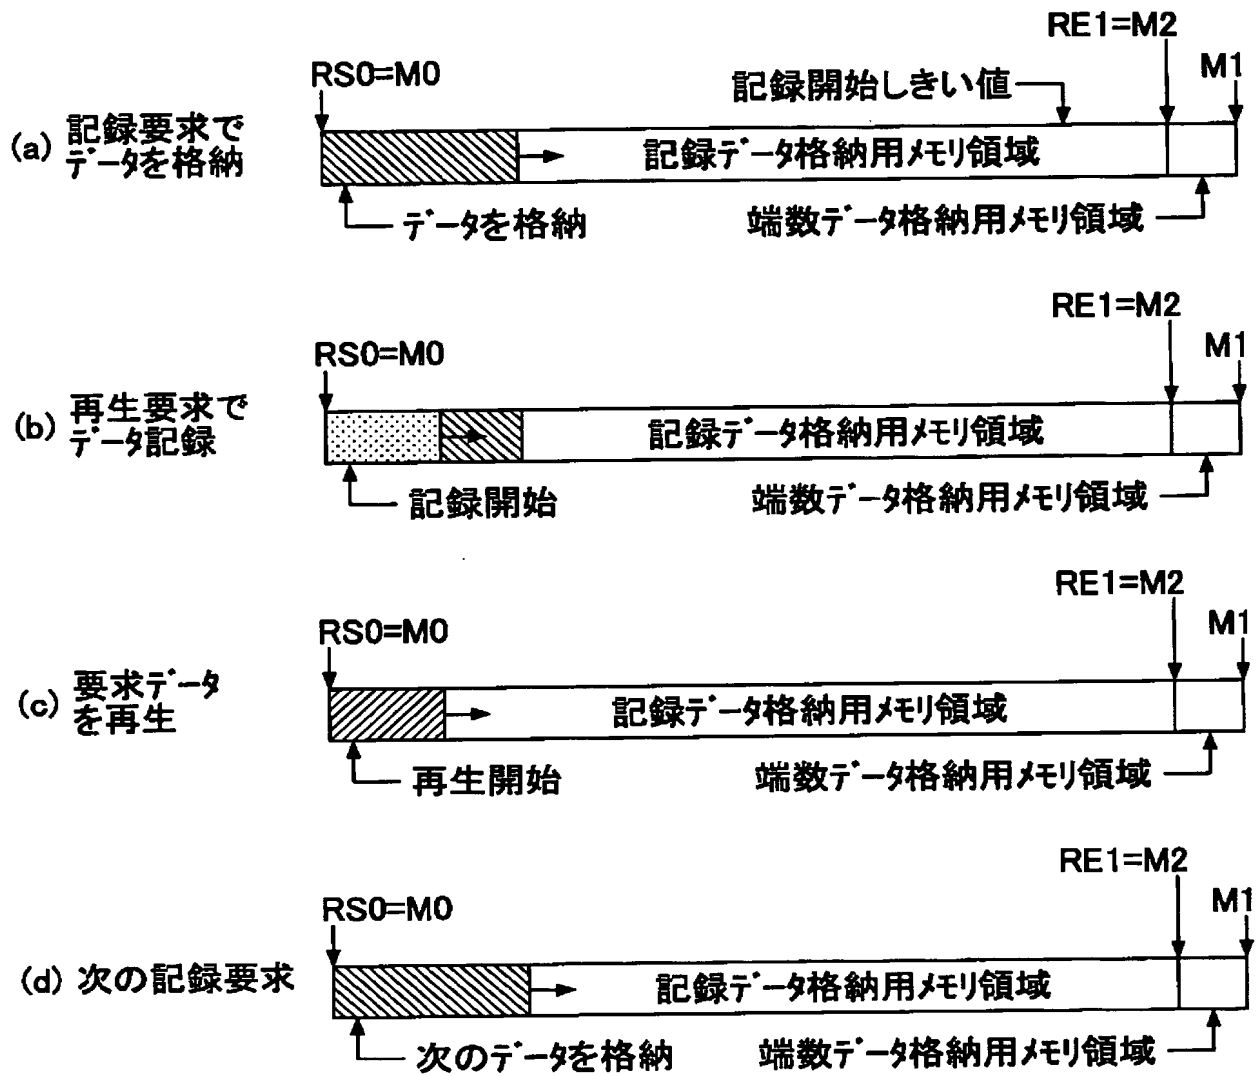 RE1=M2
RS0=M0
記録開始しきい値
M1
(a) 記録要求で
データを格納
記録データ格納用メモリ領域
データを格納
端数データ格納用メモリ領域
RE1=M2
RS0=M0
M1
(b) 再生要求で
データ記録
記録データ格納用メモリ領域
記録開始
端数データ格納用メモリ領域
RE1=M2
RS0=M0
M1
(c) 要求データ
を再生
記録データ格納用メモリ領域
再生開始
端数データ格納用メモリ領域
RE1=M2
RS0=M0
M1
(d) 次の記録要求
記録データ格納用メモリ領域
次のデータを格納
端数データ格納用メモリ領域